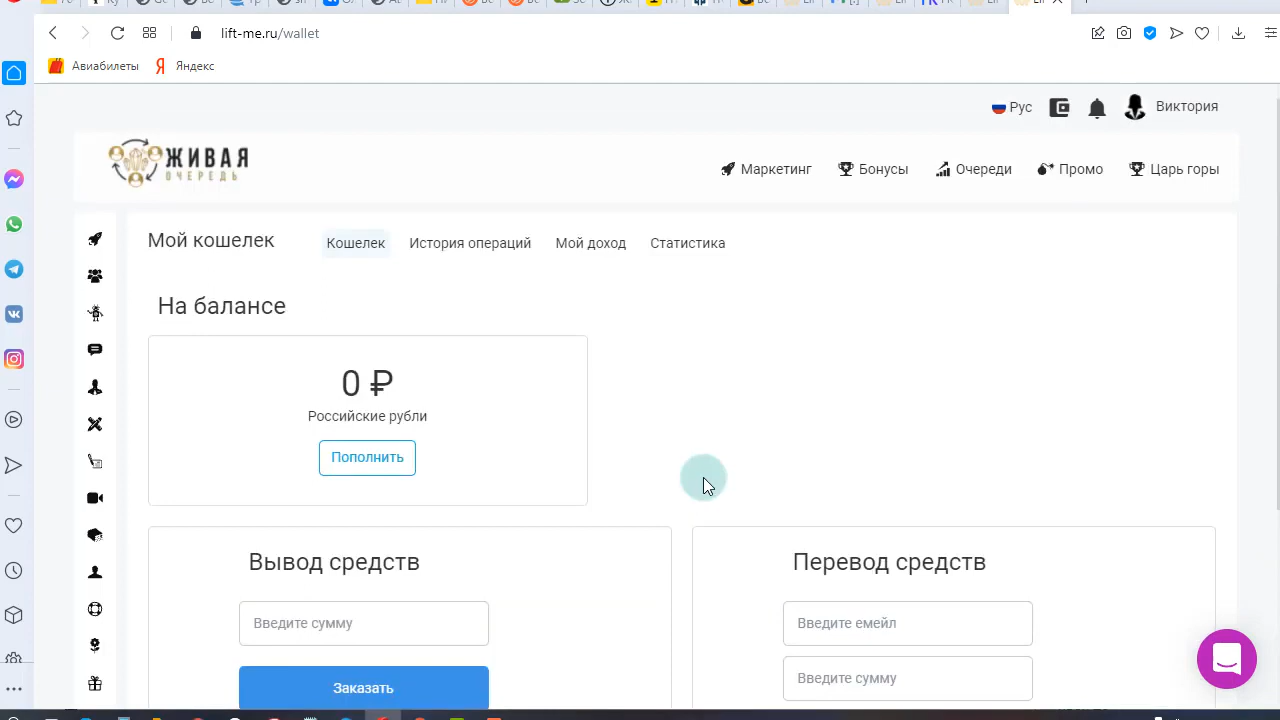 lift-me.ru/wallet
Авиабилеты
Яндекс
Рус
Виктория
ЖИВАЯ
ОЧЕРЕДЬ
Маркетинг
Бонусы
Очереди
Промо
Царь горы
Мой кошелек
Кошелек
История операций
Мой доход
Статистика
На балансе
0 ₽
Российские рубли
Пополнить
Вывод средств
Перевод средств
Введите сумму
Введите емейл
Заказать
Введите сумму